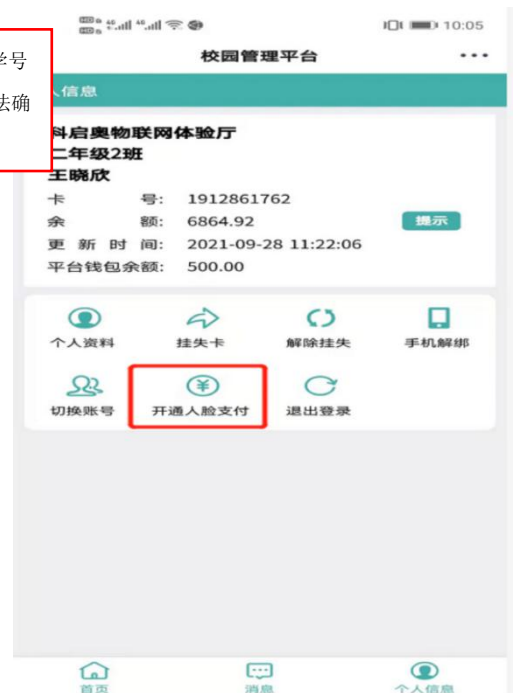 10:05
校园管理平台
学号
法确
人信息
科启奥物联网体验厅
二年级2班
王晓欣
卡 号: 1912861762
余 额: 6864.92
提示
更 新 时 间: 2021-09-28 11:22:06
平台钱包余额: 500.00
个人资料 挂失卡 解除挂失 手机解绑
切换账号 开通人脸支付 退出登录
首页 消息 个人信息